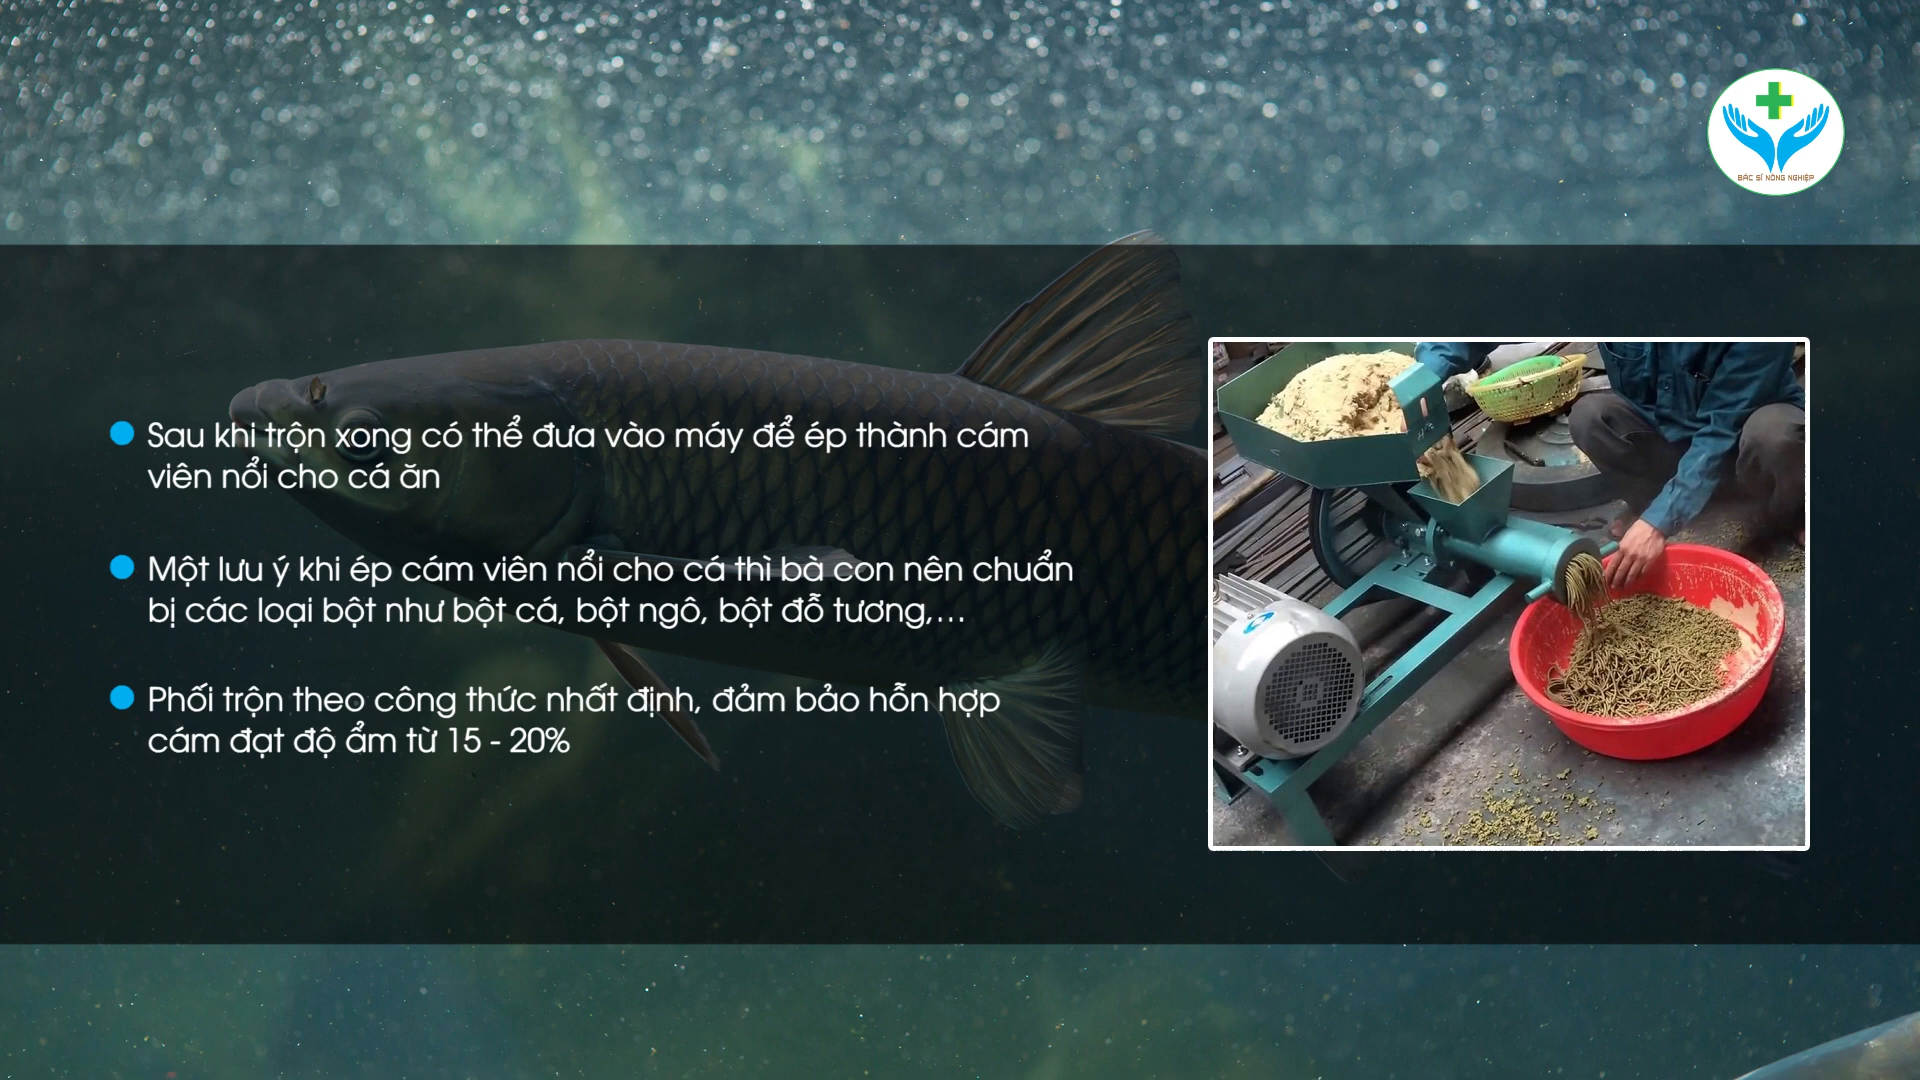 BÁC SĨ NÔNG NGHIỆP
Sau khi trộn xong có thể đưa vào máy để ép thành cám
viên nổi cho cá ăn
Một lưu ý khi ép cám viên nổi cho cá thì bà con nên chuẩn
bị các loại bột như bột cá, bột ngô, bột đỗ tương,...
Phối trộn theo công thức nhất định, đảm bảo hỗn hợp
cám đạt độ ẩm từ 15 - 20%